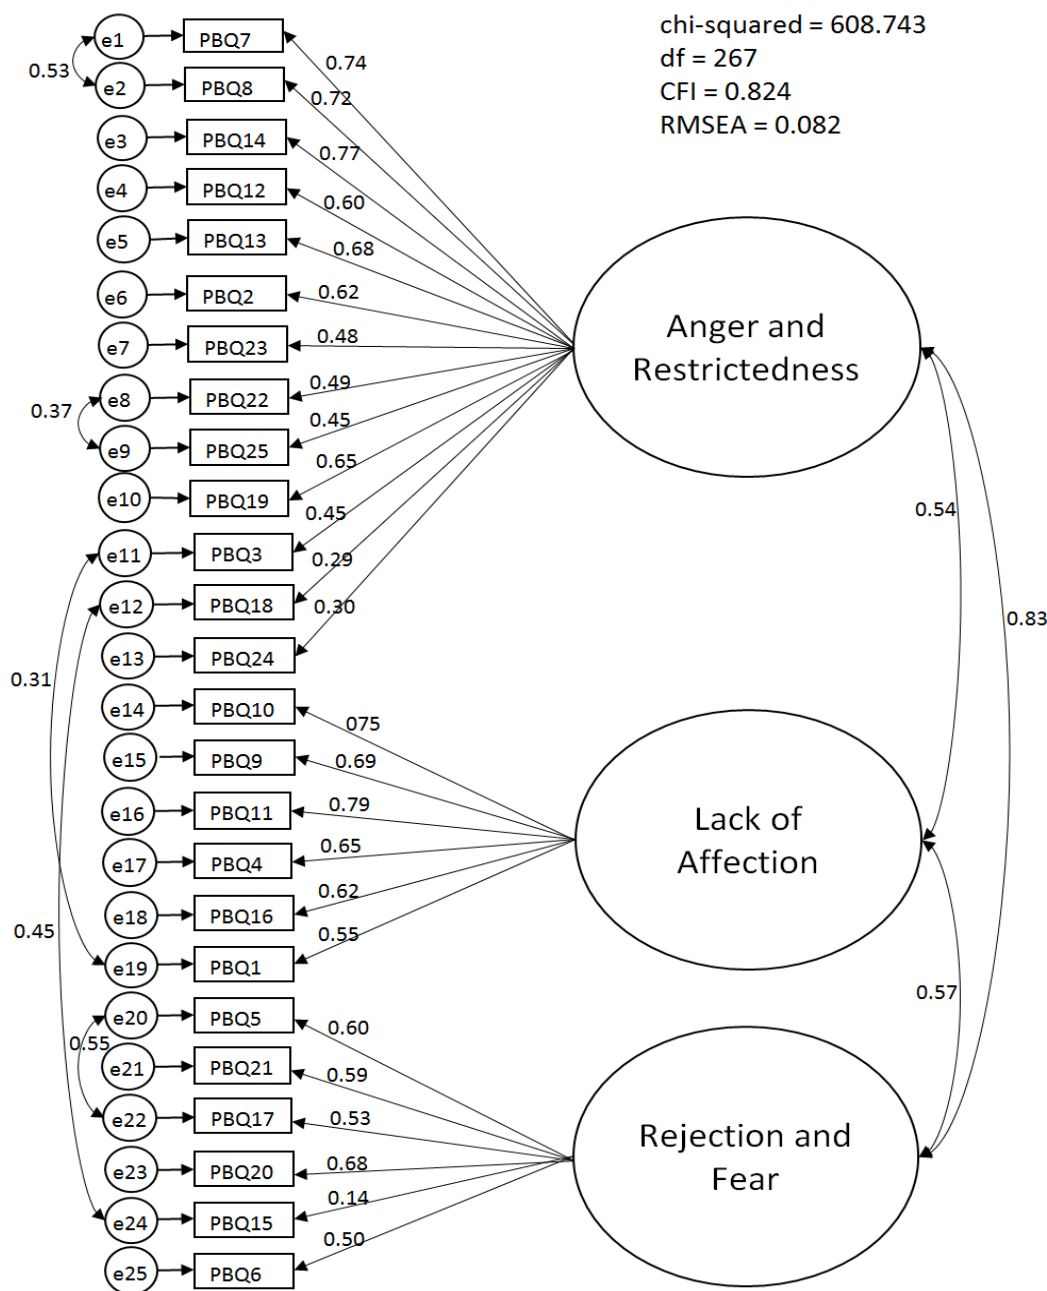 chi-squared = 608.743
df = 267
CFI = 0.824
RMSEA = 0.082
e1 PBQ7 0.74
0.53
e2 PBQ8 0.72
e3 PBQ14 0.77
e4 PBQ12 0.60
e5 PBQ13 0.68
e6 PBQ2 0.62
e7 PBQ23 0.48
e8 PBQ22 0.49
0.37
e9 PBQ25 0.45
e10 PBQ19 0.65
e11 PBQ3 0.45
e12 PBQ18 0.29
e13 PBQ24 0.30
Anger and
Restrictedness
0.54
0.83
0.31
e14 PBQ10 075
e15 PBQ9 0.69
e16 PBQ11 0.79
e17 PBQ4 0.65
e18 PBQ16 0.62
0.45
e19 PBQ1 0.55
Lack of
Affection
0.57
e20 PBQ5 0.60
0.55
e21 PBQ21 0.59
e22 PBQ17 0.53
e23 PBQ20 0.68
e24 PBQ15 0.14
e25 PBQ6 0.50
Rejection and
Fear